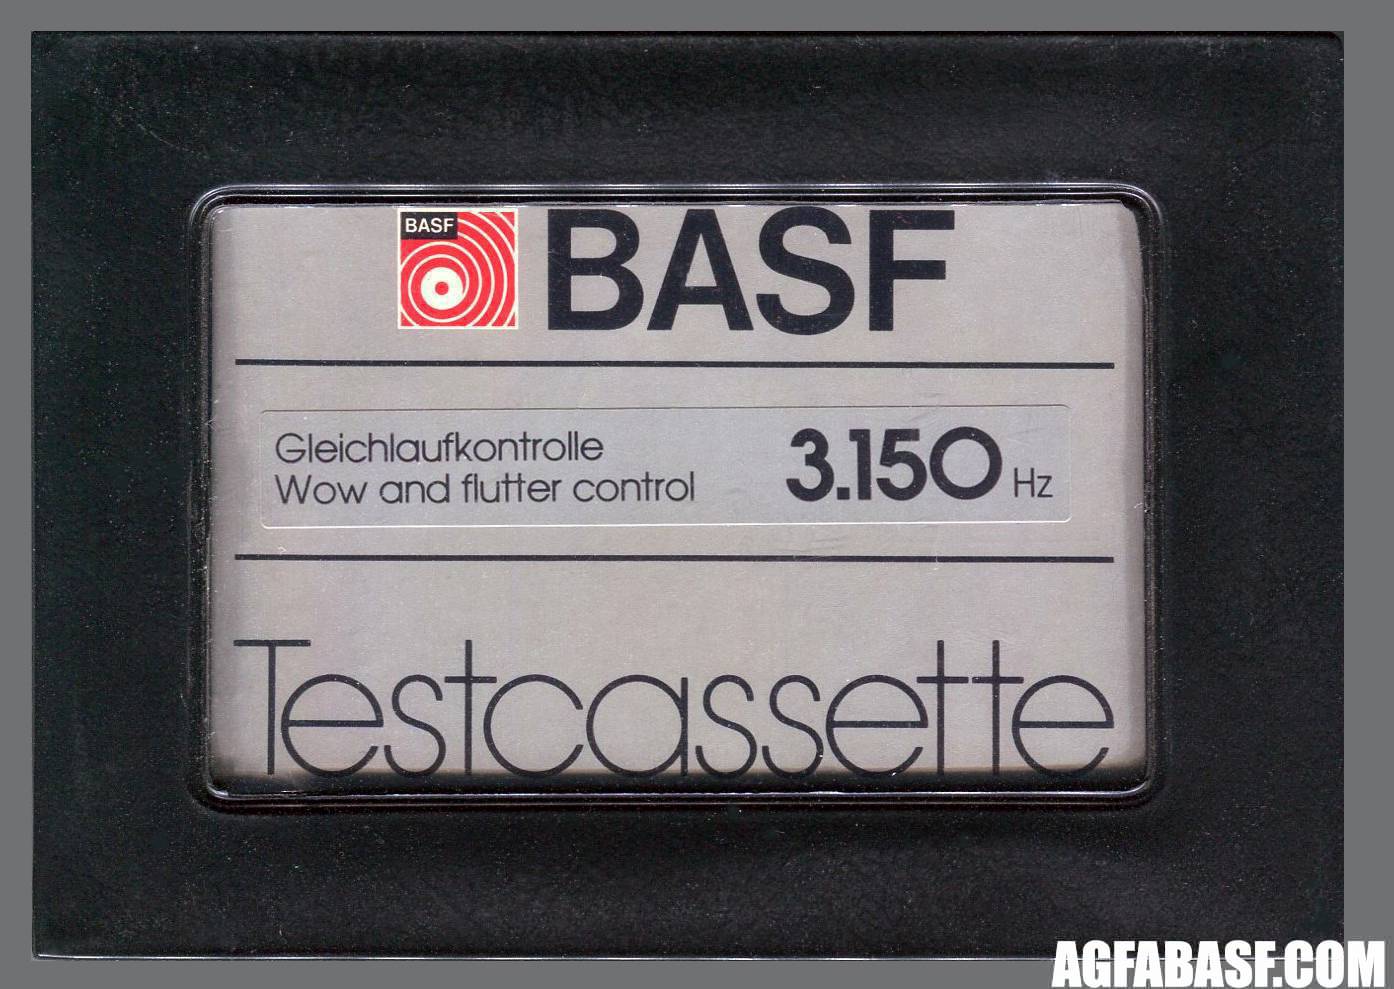 BASF
BASF
Gleichlaufkontrolle
Wow and flutter control
3.150 Hz
Testcassette
AGFABASF.COM